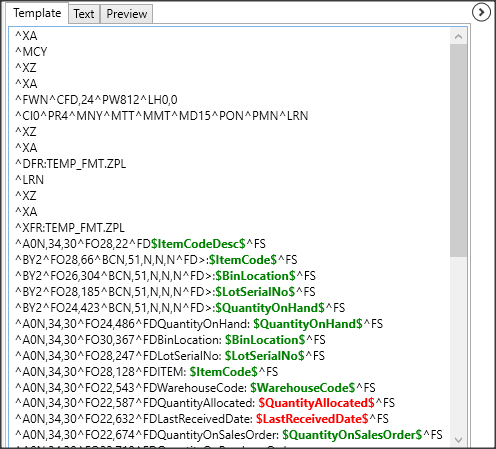 Template Text Preview
^XA
^MCY
^XZ
^XA
^FWN^CFD,24^PW812^LH0,0
^CI0^PR4^MNY^MTT^MMT^MD15^PON^PMN^LRN
^XZ
^XA
^DFR:TEMP_FMT.ZPL
^LRN
^XZ
^XA
^XFR:TEMP_FMT.ZPL
^A0N,34,30^FO28,22^FD$ItemCodeDesc$^FS
^BY2^FO28,66^BCN,51,N,N,N^FD>:$ItemCode$^FS
^BY2^FO26,304^BCN,51,N,N,N^FD>:$BinLocation$^FS
^BY2^FO28,185^BCN,51,N,N,N^FD>:$LotSerialNo$^FS
^BY2^FO24,423^BCN,51,N,N,N^FD>:$QuantityOnHand$^FS
^A0N,34,30^FO24,486^FDQuantityOnHand: $QuantityOnHand$^FS
^A0N,34,30^FO30,367^FDBinLocation: $BinLocation$^FS
^A0N,34,30^FO28,247^FDLotSerialNo: $LotSerialNo$^FS
^A0N,34,30^FO28,128^FDITEM: $ItemCode$^FS
^A0N,34,30^FO22,543^FDWarehouseCode: $WarehouseCode$^FS
^A0N,34,30^FO22,587^FDQuantityAllocated: $QuantityAllocated$^FS
^A0N,34,30^FO22,632^FDLastReceivedDate: $LastReceivedDate$^FS
^A0N,34,30^FO22,674^FDQuantityOnSalesOrder: $QuantityOnSalesOrder$^FS